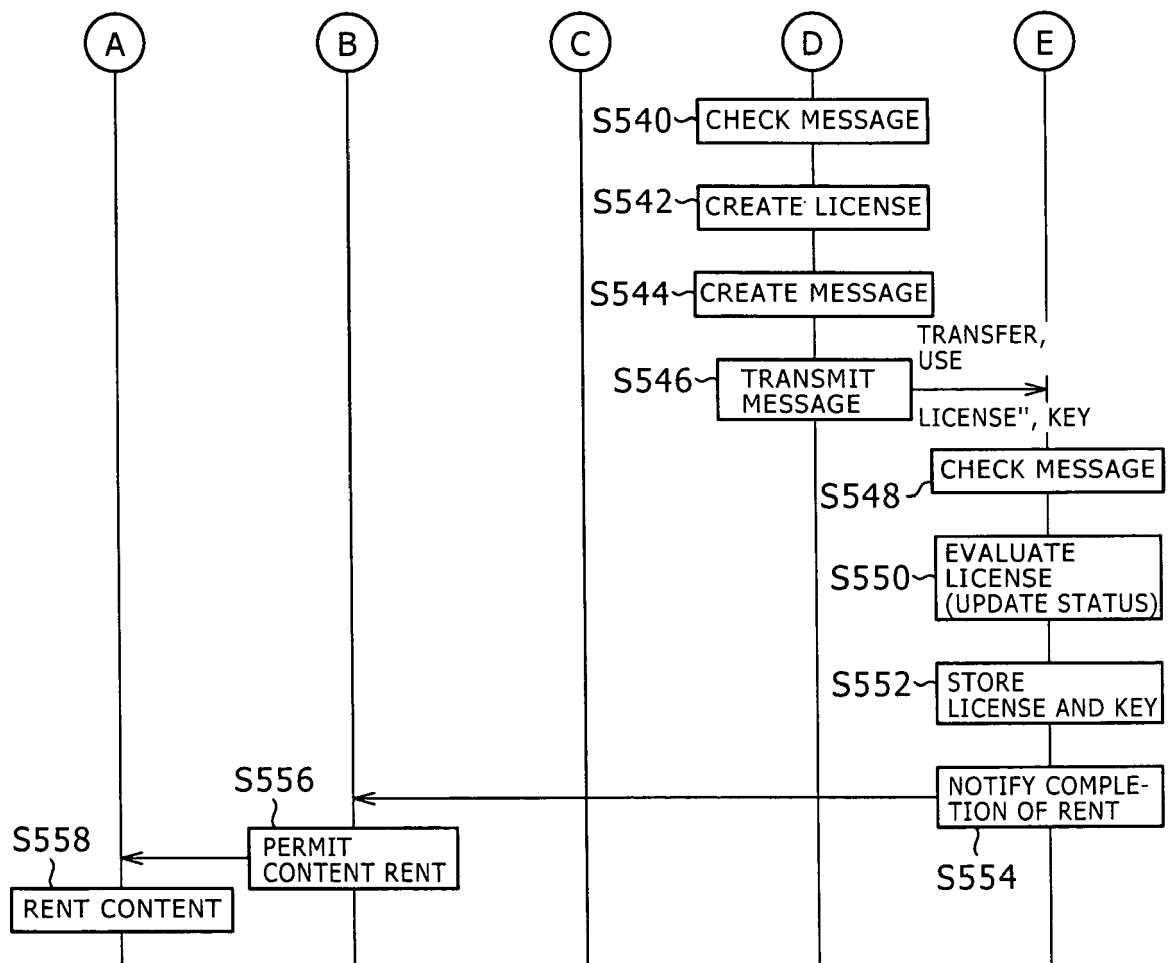 A B C D E
S540 CHECK MESSAGE
S542 CREATE LICENSE
S544 CREATE MESSAGE
TRANSFER,
USE
S546 TRANSMIT
MESSAGE
LICENSE", KEY
CHECK MESSAGE
S548
EVALUATE
S550 LICENSE
(UPDATE STATUS)
S552 STORE
LICENSE AND KEY
S556
NOTIFY COMPLE-
TION OF RENT
S554
S558
PERMIT
CONTENT RENT
RENT CONTENT